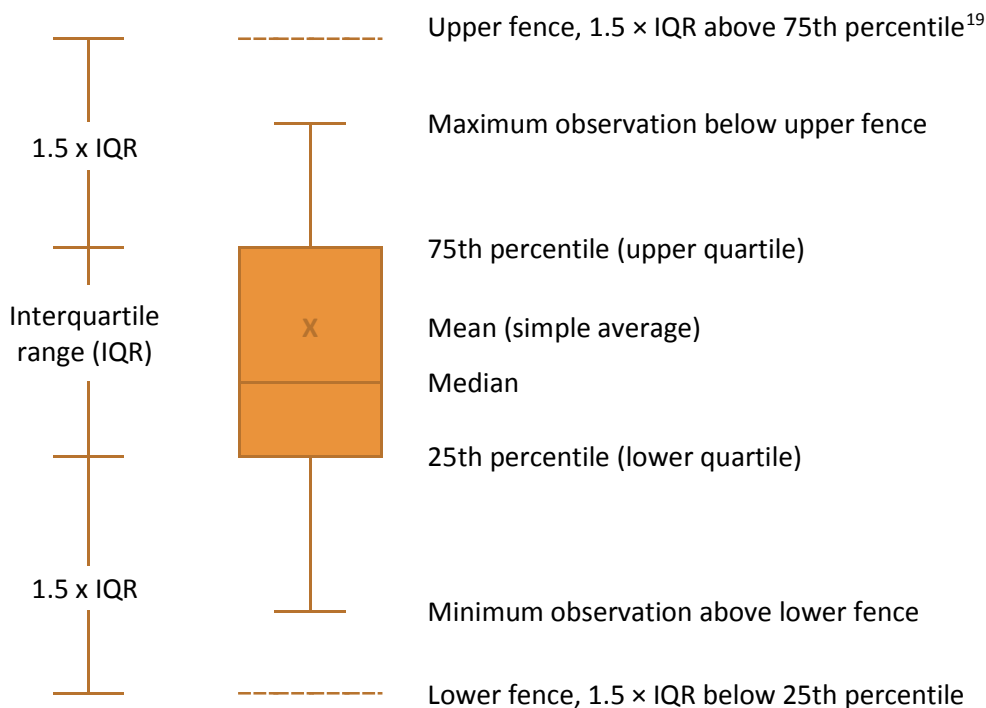 Upper fence, 1.5 × IQR above 75th percentile¹⁹
Maximum observation below upper fence
1.5 x IQR
75th percentile (upper quartile)
Interquartile
range (IQR)
X
Mean (simple average)
Median
25th percentile (lower quartile)
1.5 x IQR
Minimum observation above lower fence
Lower fence, 1.5 × IQR below 25th percentile